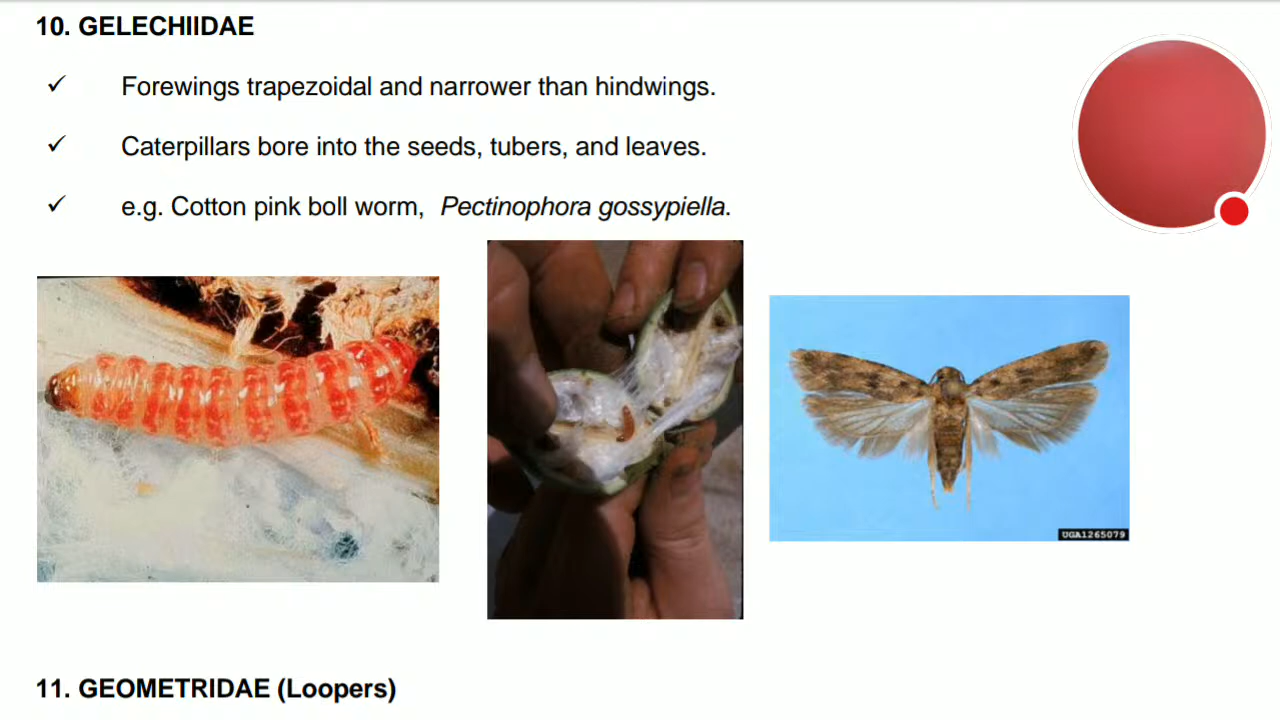 10. GELECHIIDAE
✓ Forewings trapezoidal and narrower than hindwings.
✓ Caterpillars bore into the seeds, tubers, and leaves.
✓ e.g. Cotton pink boll worm, Pectinophora gossypiella.
UGA1265079
11. GEOMETRIDAE (Loopers)